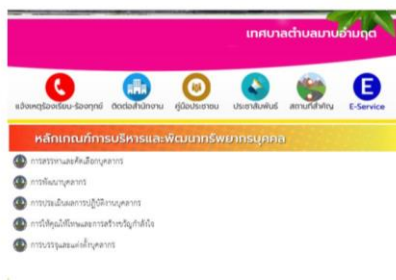 เทศบาลตำบลมาบอำมฤต
แจ้งเหตุร้องเรียน-ร้องทุกข์ ติดต่อสำนักงาน คู่มือประชาชน ประชาสัมพันธ์ สถานที่สำคัญ E-Service
หลักเกณฑ์การบริหารและพัฒนาทรัพยากรบุคคล
การสรรหาและคัดเลือกบุคลากร
การพัฒนาบุคลากร
การประเมินผลการปฏิบัติงานบุคลากร
การให้คุณให้โทษและการสร้างขวัญกำลังใจ
การบรรจุและแต่งตั้งบุคลากร